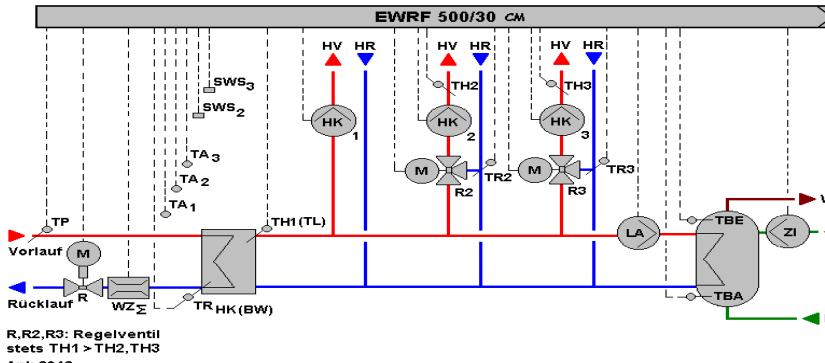 EWRF 500/30 CM
HV HR HV HR HV HR
SWS3
SWS2
TH2 TH3
HK 1 HK 2 HK 3
TA3
TA2
TA1
M R2 TR2 M R3 TR3
TP
TH1(TL)
Vorlauf
M
LA
TBE
ZI
Rücklauf
R
WZΣ
TR HK(BW)
TBA
R,R2,R3: Regelventil
stets TH1 > TH2,TH3